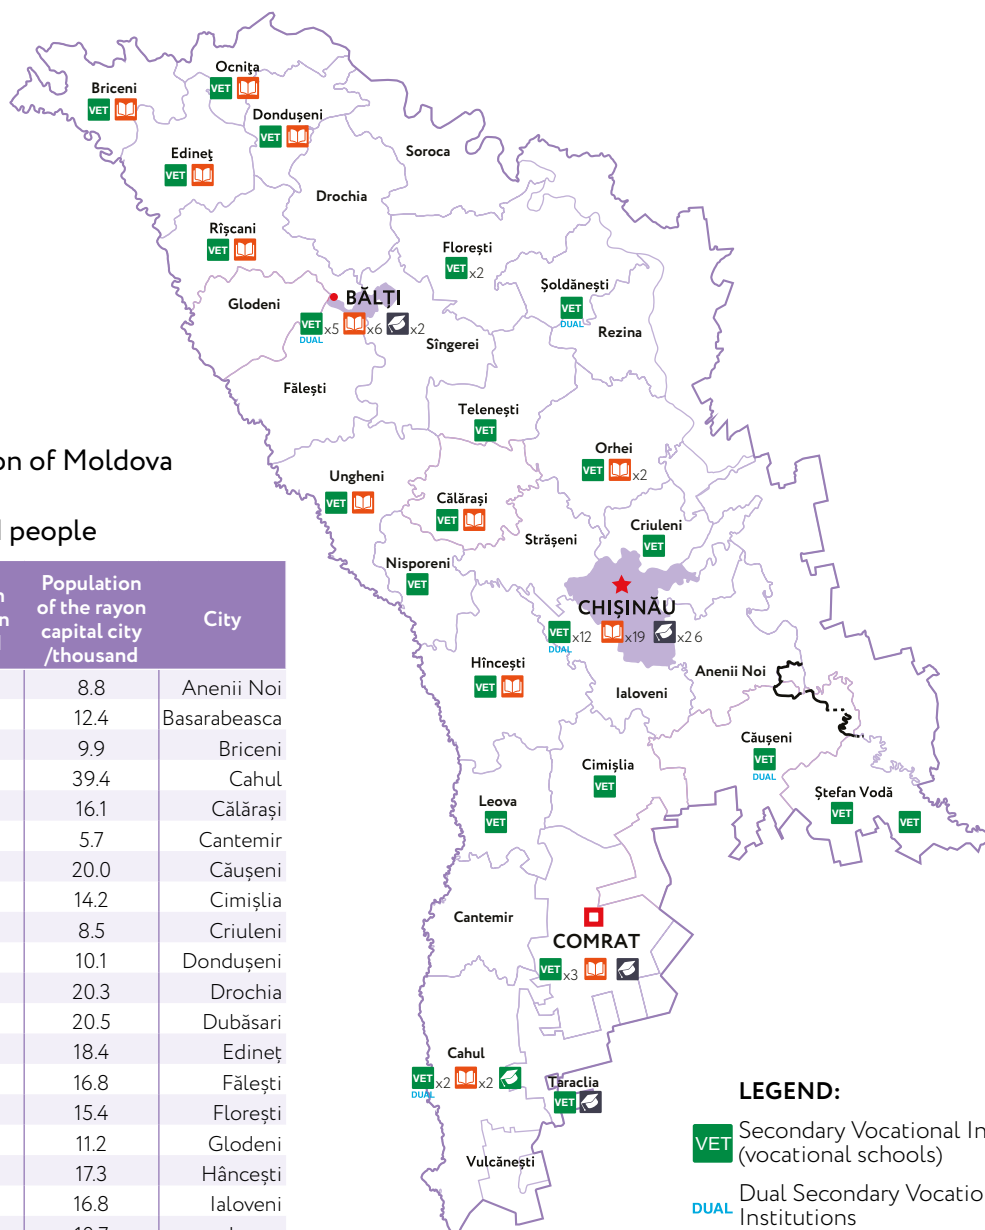 Ocnița
VET
Briceni
VET
Dondușeni
VET
Soroca
Edineț
VET
Drochia
Rîșcani
VET
Florești
VET x2
Șoldănești
VET
DUAL
Glodeni
BĂLȚI
VET x5 x6 x2
DUAL
Rezina
Sîngerei
Fălești
Telenești
VET
Orhei
VET x2
Ungheni
VET
Călărași
VET
Strășeni
Criuleni
VET
Nisporeni
VET
CHIȘINĂU
VET x12 x19 x26
DUAL
Hîncești
VET
Ialoveni
Anenii Noi
Căușeni
VET
DUAL
Cimișlia
VET
Leova
VET
Ștefan Vodă
VET
VET
Cantemir
COMRAT
VET x3
Cahul
VET x2 x2
DUAL
Taraclia
VET
Vulcănești
on of Moldova
people
Population
of the rayon
capital city
/thousand
City
8.8 Anenii Noi
12.4 Basarabeasca
9.9 Briceni
39.4 Cahul
16.1 Călărași
5.7 Cantemir
20.0 Căușeni
14.2 Cimișlia
8.5 Criuleni
10.1 Dondușeni
20.3 Drochia
20.5 Dubăsari
18.4 Edineț
16.8 Fălești
15.4 Florești
11.2 Glodeni
17.3 Hâncești
16.8 Ialoveni
LEGEND:
VET Secondary Vocational In
(vocational schools)
DUAL Dual Secondary Vocatio
Institutions